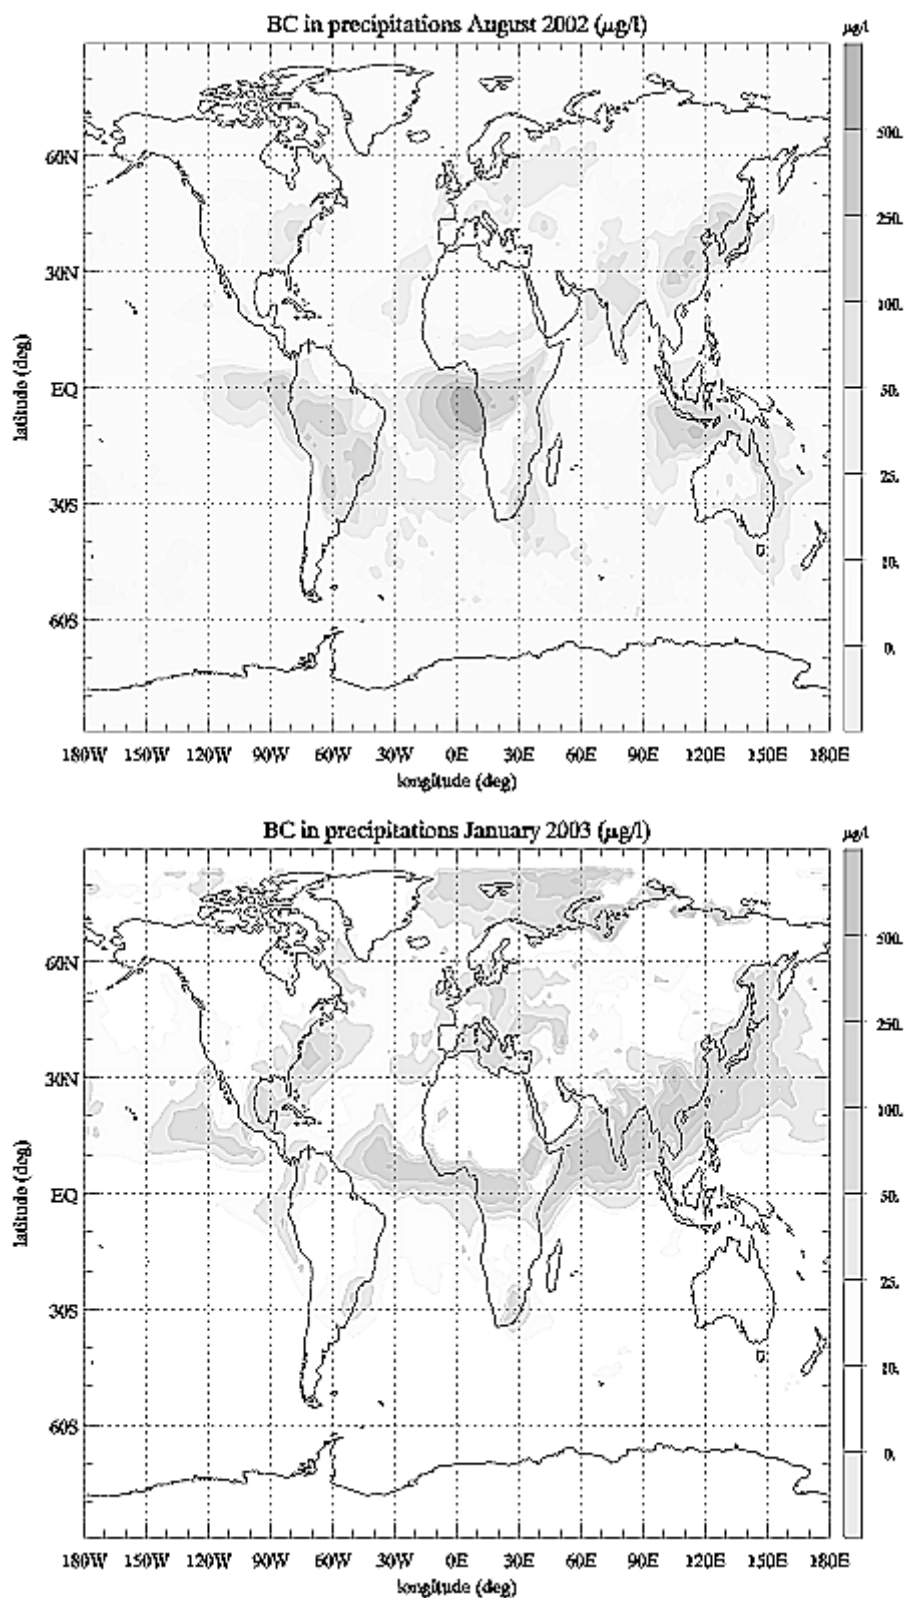 BC in precipitations August 2002 (μg/l)
μg/l
500.
250.
100.
50.
25.
10.
0.
60N
30N
EQ
30S
60S
latitude (deg)
180W 150W 120W 90W 60W 30W 0E 30E 60E 90E 120E 150E 180E
longitude (deg)
BC in precipitations January 2003 (μg/l)
μg/l
500.
250.
100.
50.
25.
10.
0.
60N
30N
EQ
30S
60S
latitude (deg)
180W 150W 120W 90W 60W 30W 0E 30E 60E 90E 120E 150E 180E
longitude (deg)